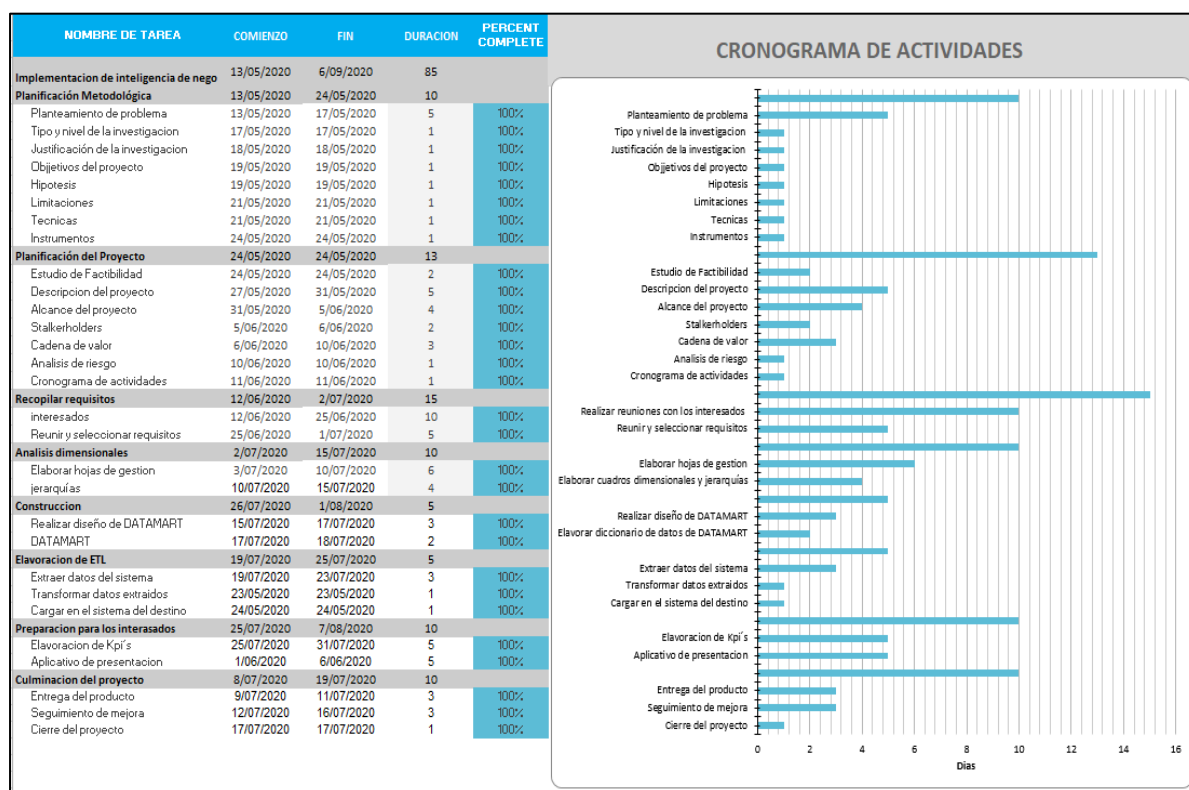 NOMBRE DE TAREA COMIENZO FIN DURACION PERCENT COMPLETE
Implementacion de inteligencia de nego 13/05/2020 6/09/2020 85
Planificación Metodológica 13/05/2020 24/05/2020 10
Planteamiento de problema 13/05/2020 17/05/2020 5 100%
Tipo y nivel de la investigacion 17/05/2020 17/05/2020 1 100%
Justificación de la investigacion 18/05/2020 18/05/2020 1 100%
Objjetivos del proyecto 19/05/2020 19/05/2020 1 100%
Hipotesis 19/05/2020 19/05/2020 1 100%
Limitaciones 21/05/2020 21/05/2020 1 100%
Tecnicas 21/05/2020 21/05/2020 1 100%
Instrumentos 24/05/2020 24/05/2020 1 100%
Planificación del Proyecto 24/05/2020 24/05/2020 13
Estudio de Factibilidad 24/05/2020 24/05/2020 2 100%
Descripcion del proyecto 27/05/2020 31/05/2020 5 100%
Alcance del proyecto 31/05/2020 5/06/2020 4 100%
Stalkerholders 5/06/2020 6/06/2020 2 100%
Cadena de valor 6/06/2020 10/06/2020 3 100%
Analisis de riesgo 10/06/2020 10/06/2020 1 100%
Cronograma de actividades 11/06/2020 11/06/2020 1 100%
Recopilar requisitos 12/06/2020 2/07/2020 15
interesados 12/06/2020 25/06/2020 10 100%
Reunir y seleccionar requisitos 25/06/2020 1/07/2020 5 100%
Analisis dimensionales 2/07/2020 15/07/2020 10
Elaborar hojas de gestion 3/07/2020 10/07/2020 6 100%
jerarquías 10/07/2020 15/07/2020 4 100%
Construccion 26/07/2020 1/08/2020 5
Realizar diseño de DATAMART 15/07/2020 17/07/2020 3 100%
DATAMART 17/07/2020 18/07/2020 2 100%
Elavoracion de ETL 19/07/2020 25/07/2020 5
Extraer datos del sistema 19/07/2020 23/07/2020 3 100%
Transformar datos extraidos 23/05/2020 23/05/2020 1 100%
Cargar en el sistema del destino 24/05/2020 24/05/2020 1 100%
Preparacion para los interasados 25/07/2020 7/08/2020 10
Elavoracion de Kpi´s 25/07/2020 31/07/2020 5 100%
Aplicativo de presentacion 1/06/2020 6/06/2020 5 100%
Culminacion del proyecto 8/07/2020 19/07/2020 10
Entrega del producto 9/07/2020 11/07/2020 3 100%
Seguimiento de mejora 12/07/2020 16/07/2020 3 100%
Cierre del proyecto 17/07/2020 17/07/2020 1 100%
CRONOGRAMA DE ACTIVIDADES
Planteamiento de problema
Tipo y nivel de la investigacion
Justificación de la investigacion
Objjetivos del proyecto
Hipotesis
Limitaciones
Tecnicas
Instrumentos
Estudio de Factibilidad
Descripcion del proyecto
Alcance del proyecto
Stalkerholders
Cadena de valor
Analisis de riesgo
Cronograma de actividades
Realizar reuniones con los interesados
Reunir y seleccionar requisitos
Elaborar hojas de gestion
Elaborar cuadros dimensionales y jerarquías
Realizar diseño de DATAMART
Elavorar diccionario de datos de DATAMART
Extraer datos del sistema
Transformar datos extraidos
Cargar en el sistema del destino
Elavoracion de Kpi´s
Aplicativo de presentacion
Entrega del producto
Seguimiento de mejora
Cierre del proyecto
0 2 4 6 8 10 12 14 16
Dias